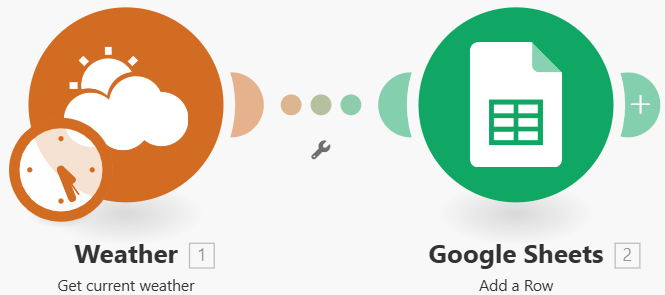 Weather 1
Google Sheets 2
Get current weather
Add a Row